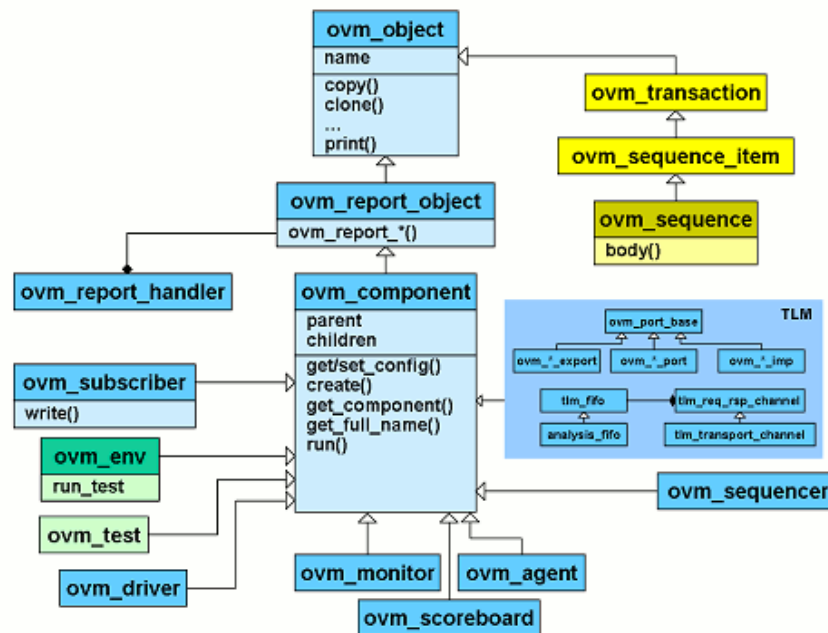 ovm_object
name
copy()
clone()
...
print()
ovm_transaction
ovm_sequence_item
ovm_sequence
body()
ovm_report_object
ovm_report_*()
ovm_report_handler
ovm_component
parent
children
get/set_config()
create()
get_component()
get_full_name()
run()
TLM
ovm_port_base
ovm_*_export
ovm_*_port
ovm_*_imp
tlm_fifo
tlm_req_rsp_channel
analysis_fifo
tlm_transport_channel
ovm_subscriber
write()
ovm_env
run_test
ovm_test
ovm_driver
ovm_sequencer
ovm_monitor
ovm_agent
ovm_scoreboard